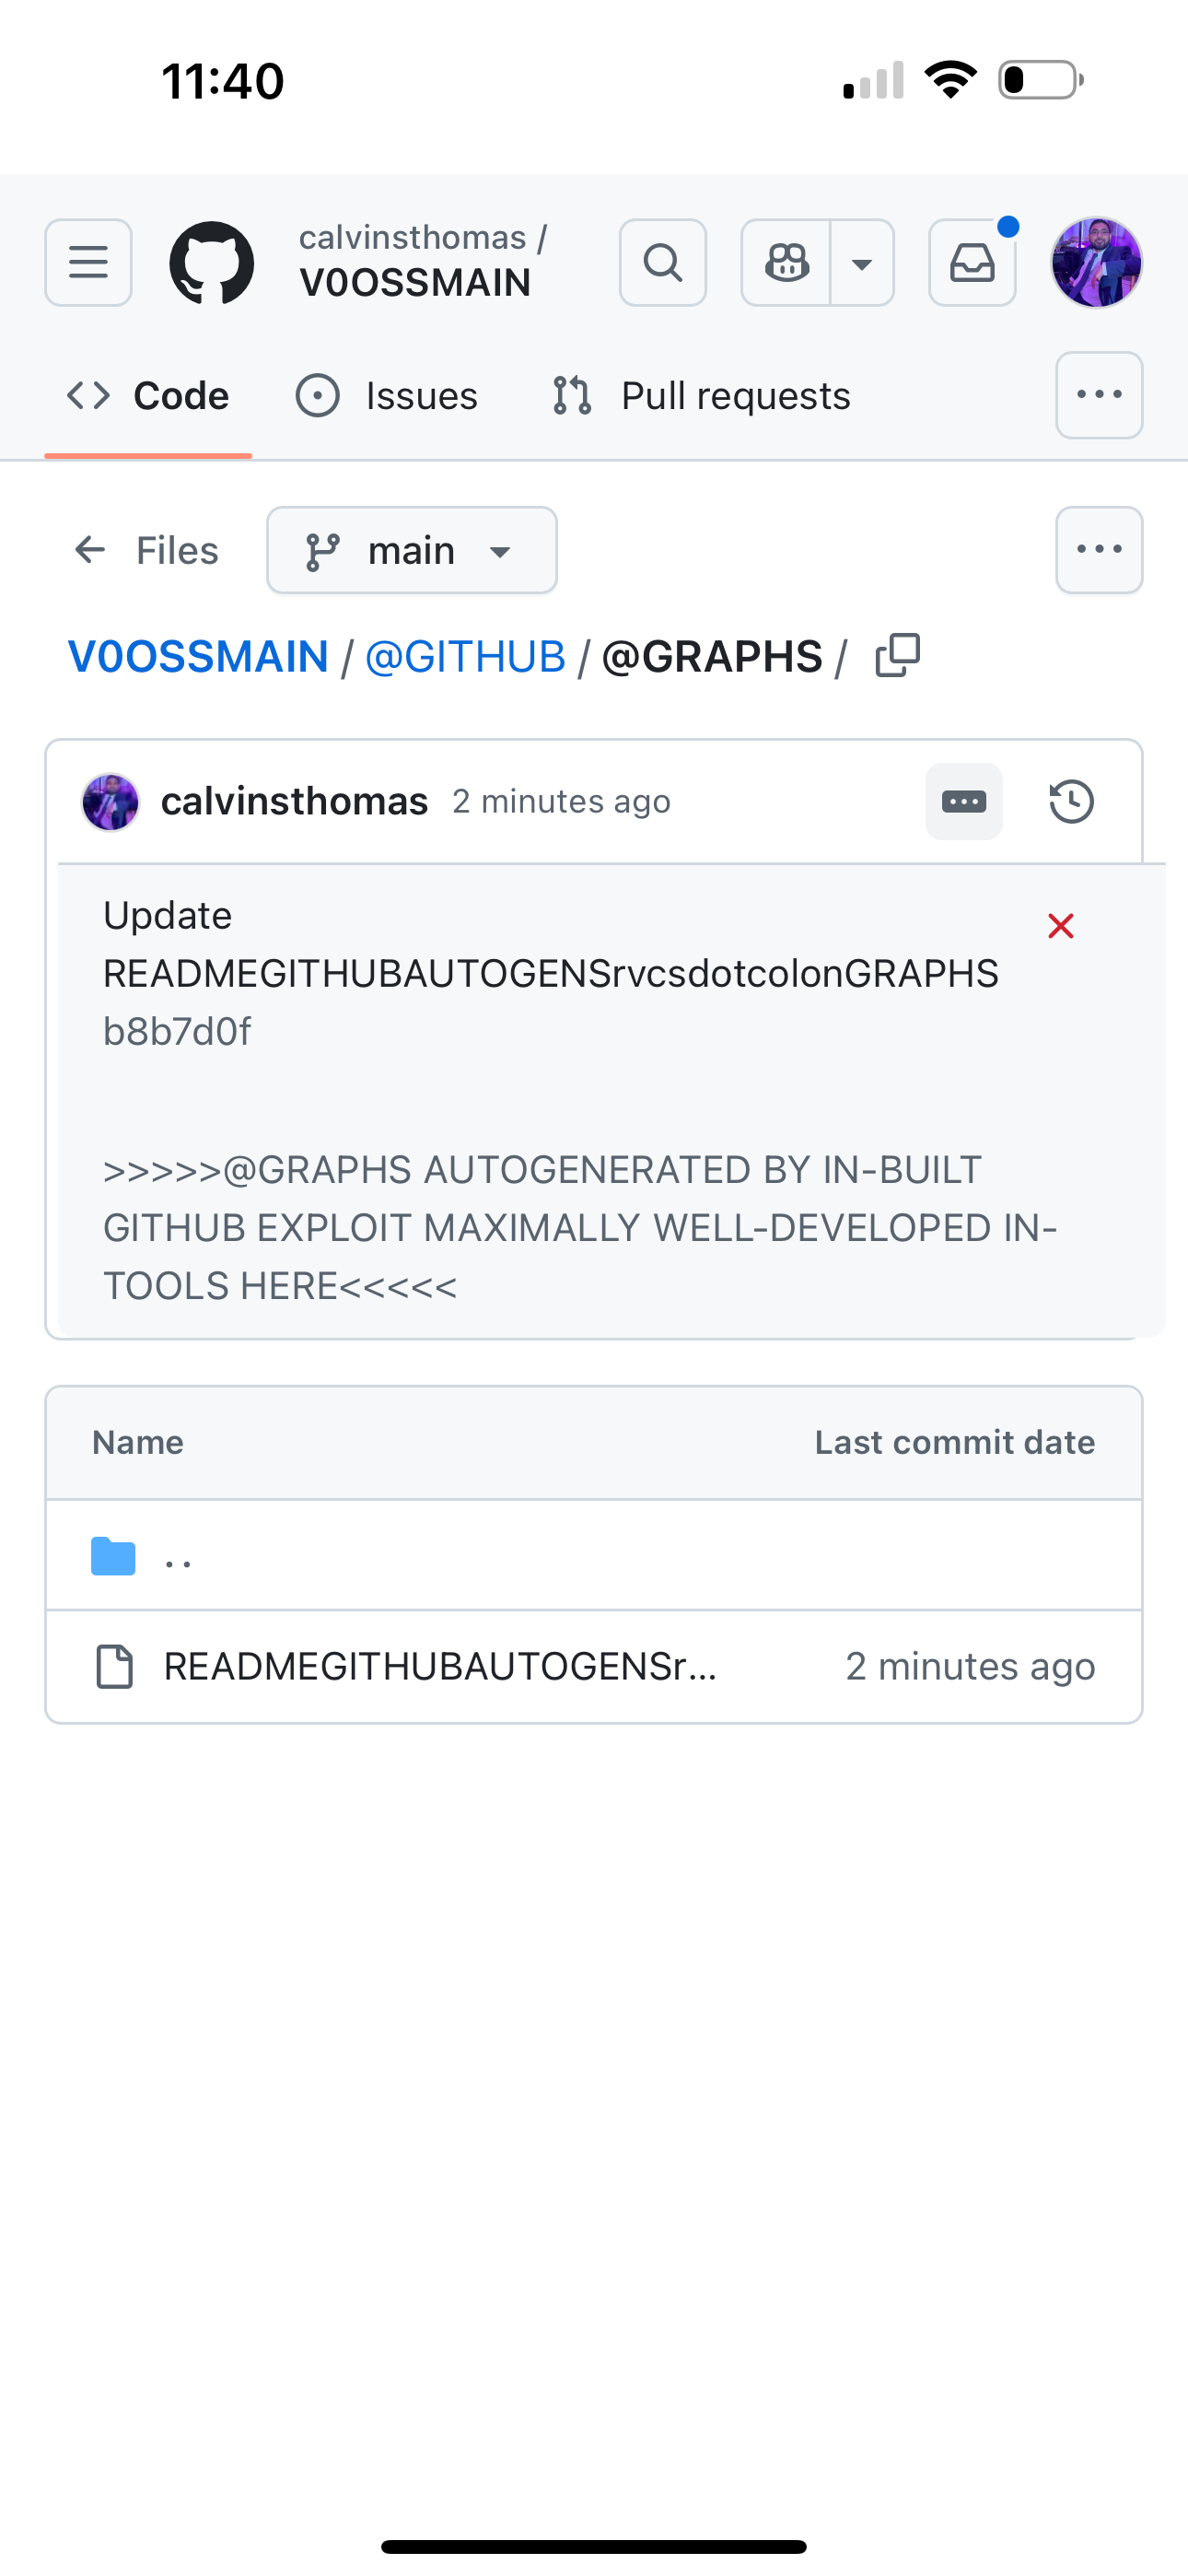 11:40
calvinsthomas /
V0OSSMAIN
Code
Issues
Pull requests
Files
main
V0OSSMAIN / @GITHUB / @GRAPHS /
calvinsthomas 2 minutes ago
Update
READMEGITHUBAUTOGENSrvcsdotcolonGRAPHS
b8b7d0f
>>>>>@GRAPHS AUTOGENERATED BY IN-BUILT
GITHUB EXPLOIT MAXIMALLY WELL-DEVELOPED IN-
TOOLS HERE<<<<<
Name Last commit date
..
READMEGITHUBAUTOGENSr... 2 minutes ago